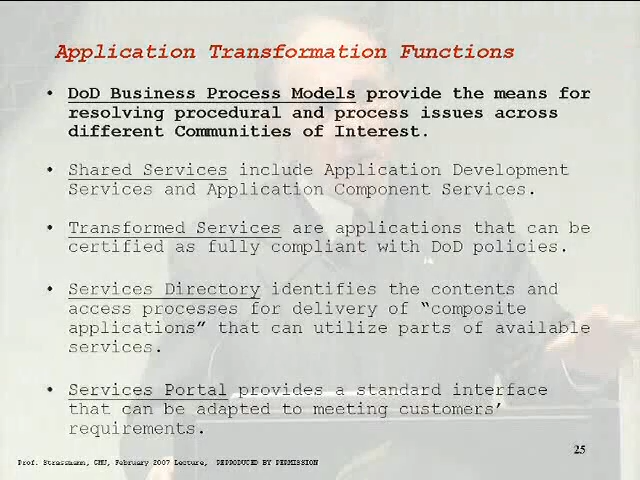 Application Transformation Functions
• DoD Business Process Models provide the means for
resolving procedural and process issues across
different Communities of Interest.
• Shared Services include Application Development
Services and Application Component Services.
• Transformed Services are applications that can be
certified as fully compliant with DoD policies.
• Services Directory identifies the contents and
access processes for delivery of “composite
applications” that can utilize parts of available
services.
• Services Portal provides a standard interface
that can be adapted to meeting customers’
requirements.
25
Prof. Strassmann, GMU, February 2007 Lecture, REPRODUCED BY PERMISSION